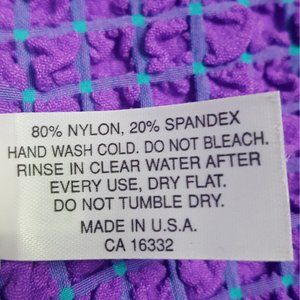 80% NYLON, 20% SPANDEX
HAND WASH COLD. DO NOT BLEACH.
RINSE IN CLEAR WATER AFTER
EVERY USE, DRY FLAT.
DO NOT TUMBLE DRY.
MADE IN U.S.A.
CA 16332